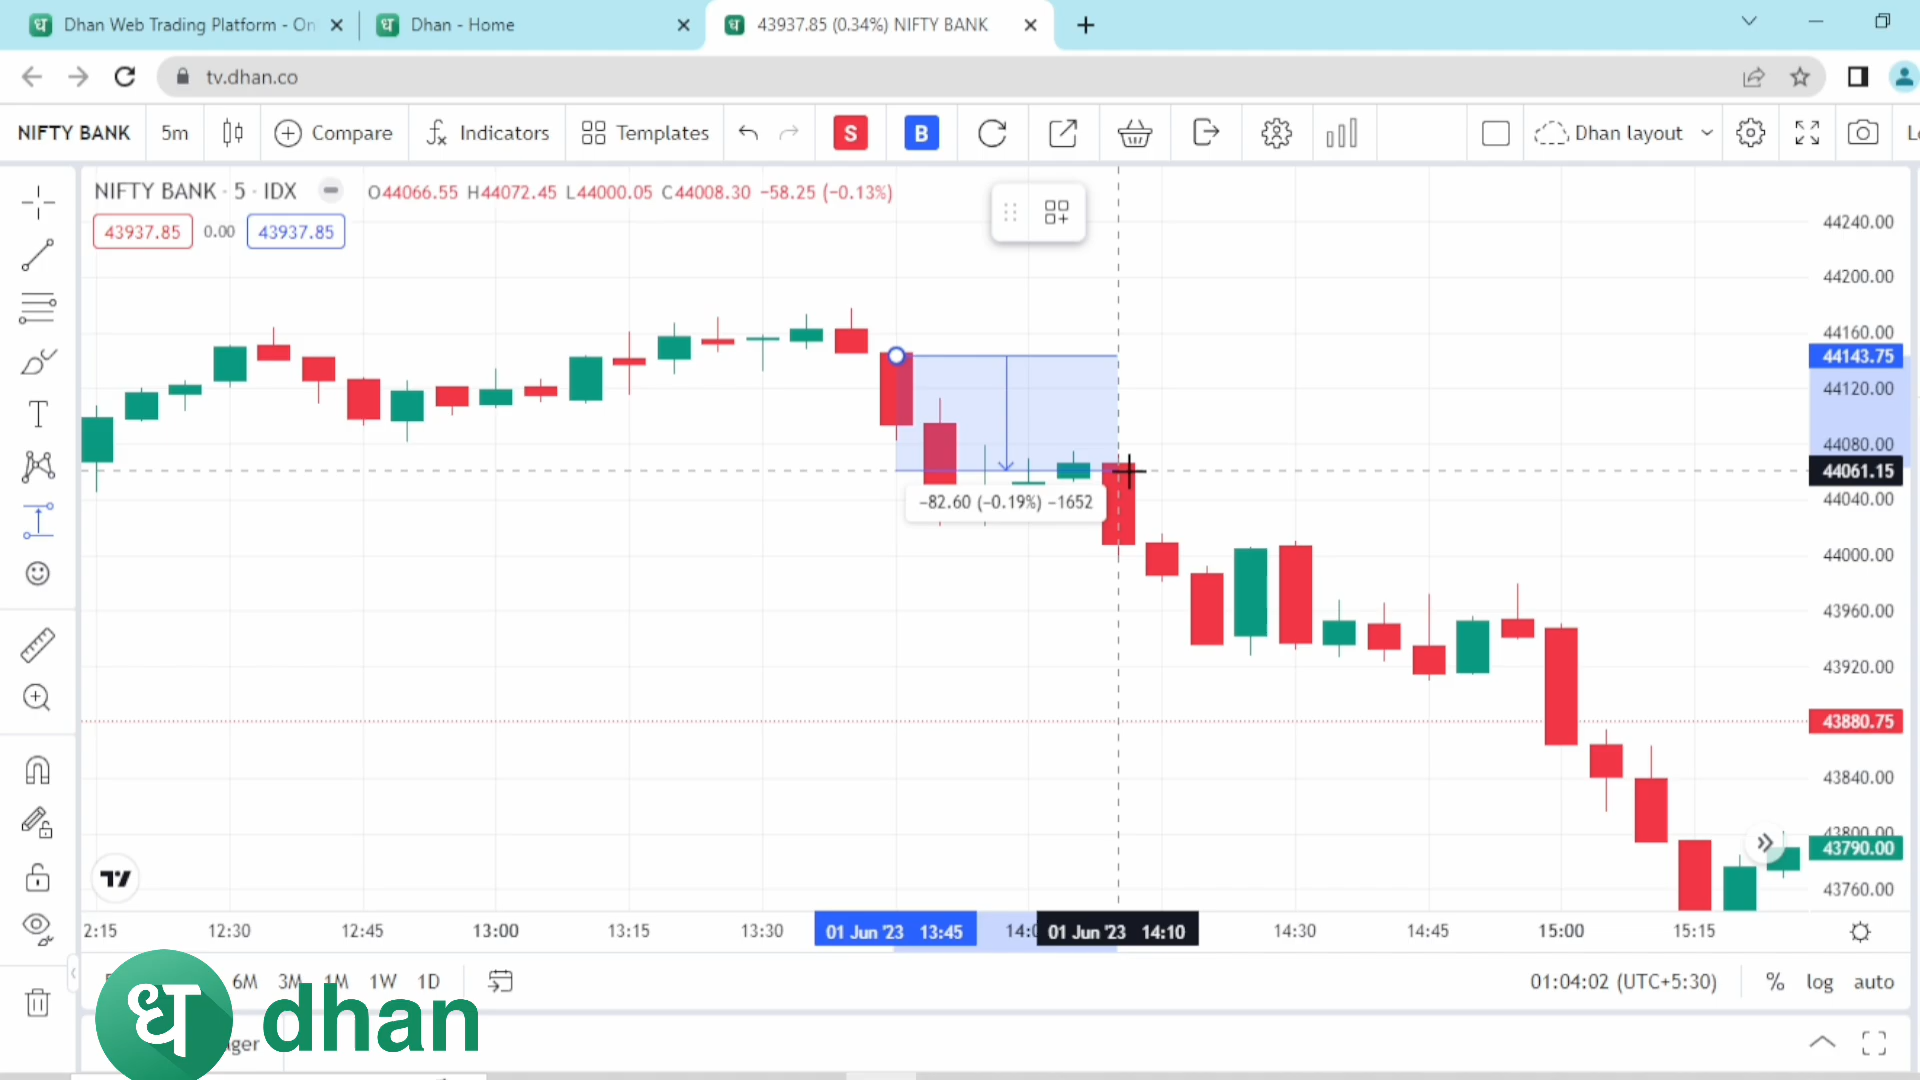 Dhan Web Trading Platform - On
Dhan - Home
43937.85 (0.34%) NIFTY BANK
tv.dhan.co
NIFTY BANK 5m Compare Indicators Templates S B Dhan layout
NIFTY BANK · 5 · IDX O44066.55 H44072.45 L44000.05 C44008.30 −58.25 (−0.13%)
43937.85 0.00 43937.85
44240.00
44200.00
44160.00
44143.75
44120.00
44080.00
44061.15
44040.00
−82.60 (−0.19%) −1652
44000.00
43960.00
43920.00
43880.75
43840.00
43800.00
43790.00
43760.00
2:15 12:30 12:45 13:00 13:15 13:30 01 Jun '23 13:45 01 Jun '23 14:10 14:30 14:45 15:00 15:15
6M 3M 1M 1W 1D 01:04:02 (UTC+5:30) % log auto
ध dhan